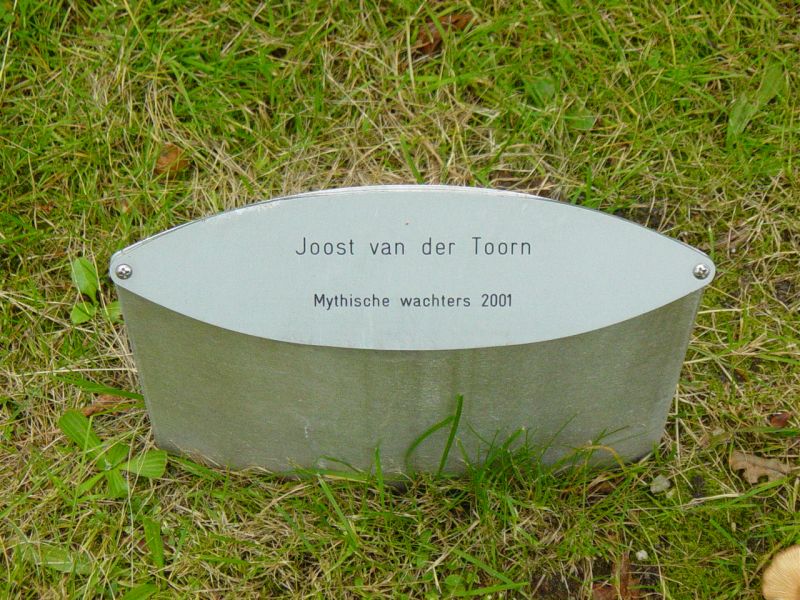 Joost van der Toorn
Mythische wachters 2001